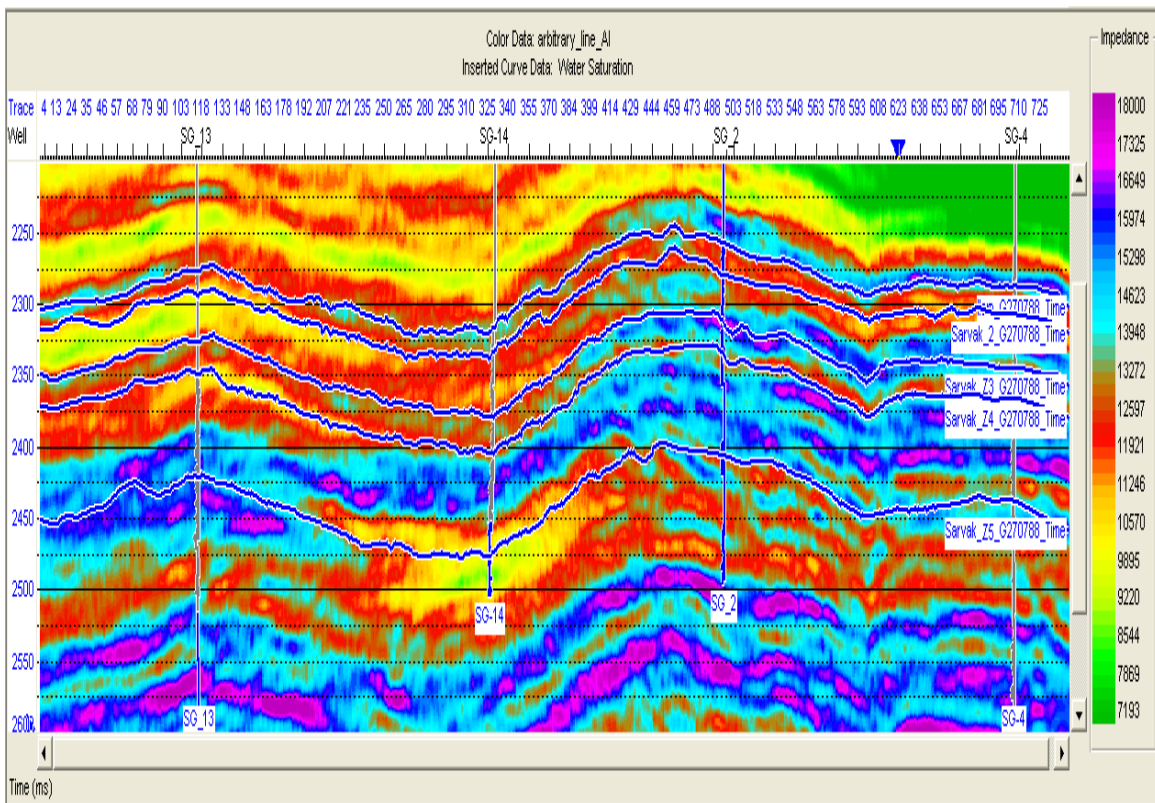 Color Data: arbitrary_line_AI
Inserted Curve Data: Water Saturation
Impedance
Trace 4 13 24 35 46 57 68 79 90 103 118 133 148 163 178 192 207 221 235 250 265 280 295 310 325 340 355 370 384 399 414 429 444 459 473 488 503 518 533 548 563 578 593 608 623 638 653 667 681 695 710 725
Well SG_13 SG-14 SG_2 SG-4
2250
2300
2350
2400
2450
2500
2550
G270788_Time
Sarvak_2_G270788_Time
Sarvak_Z3_G270788_Time
Sarvak_Z4_G270788_Time
Sarvak_Z5_G270788_Time
SG-14
SG_2
SG_13
SG-4
18000
17325
16649
15974
15298
14623
13948
13272
12597
11921
11246
10570
9895
9220
8544
7869
7193
Time (ms)